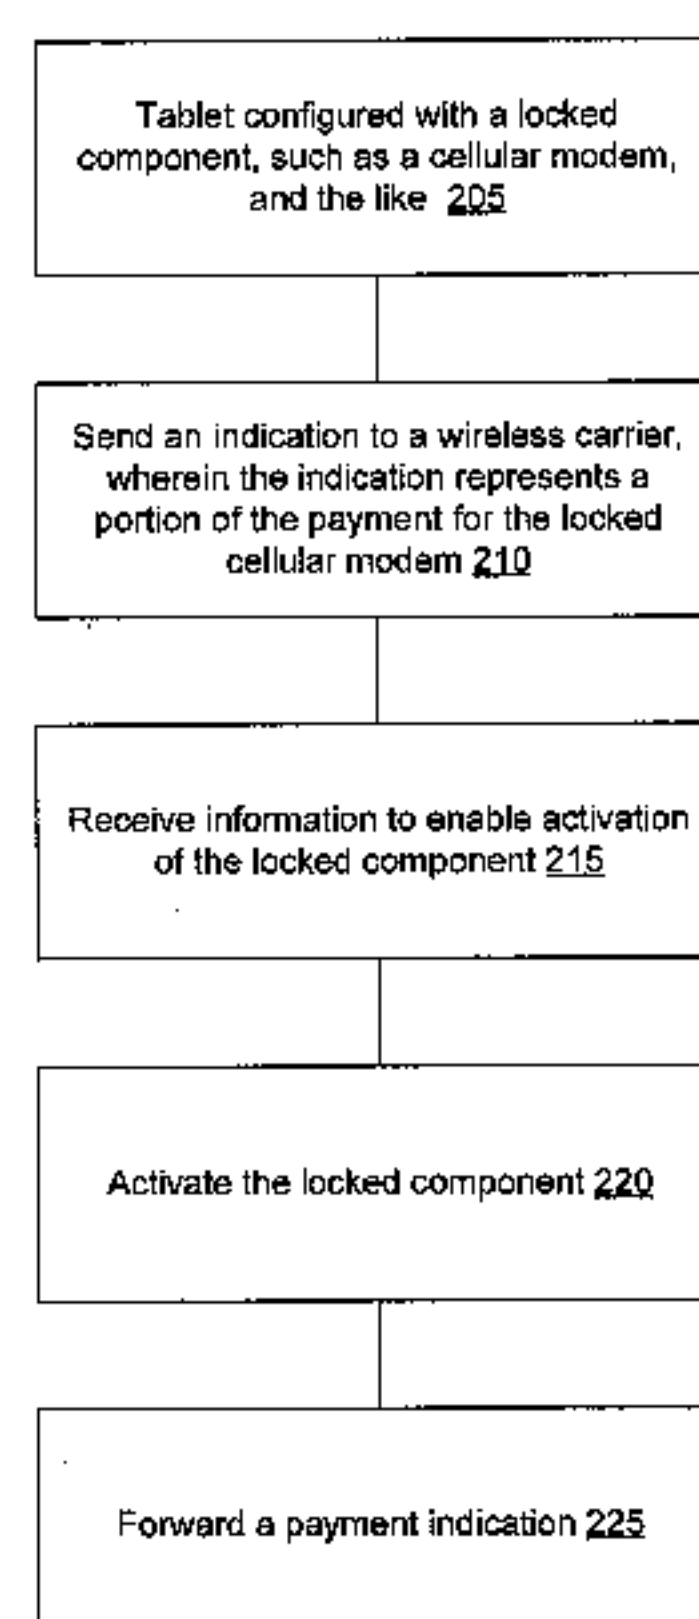 Tablet configured with a locked
component, such as a cellular modem,
and the like 205
Send an indication to a wireless carrier,
wherein the indication represents a
portion of the payment for the locked
cellular modem 210
Receive information to enable activation
of the locked component 215
Activate the locked component 220
Forward a payment indication 225